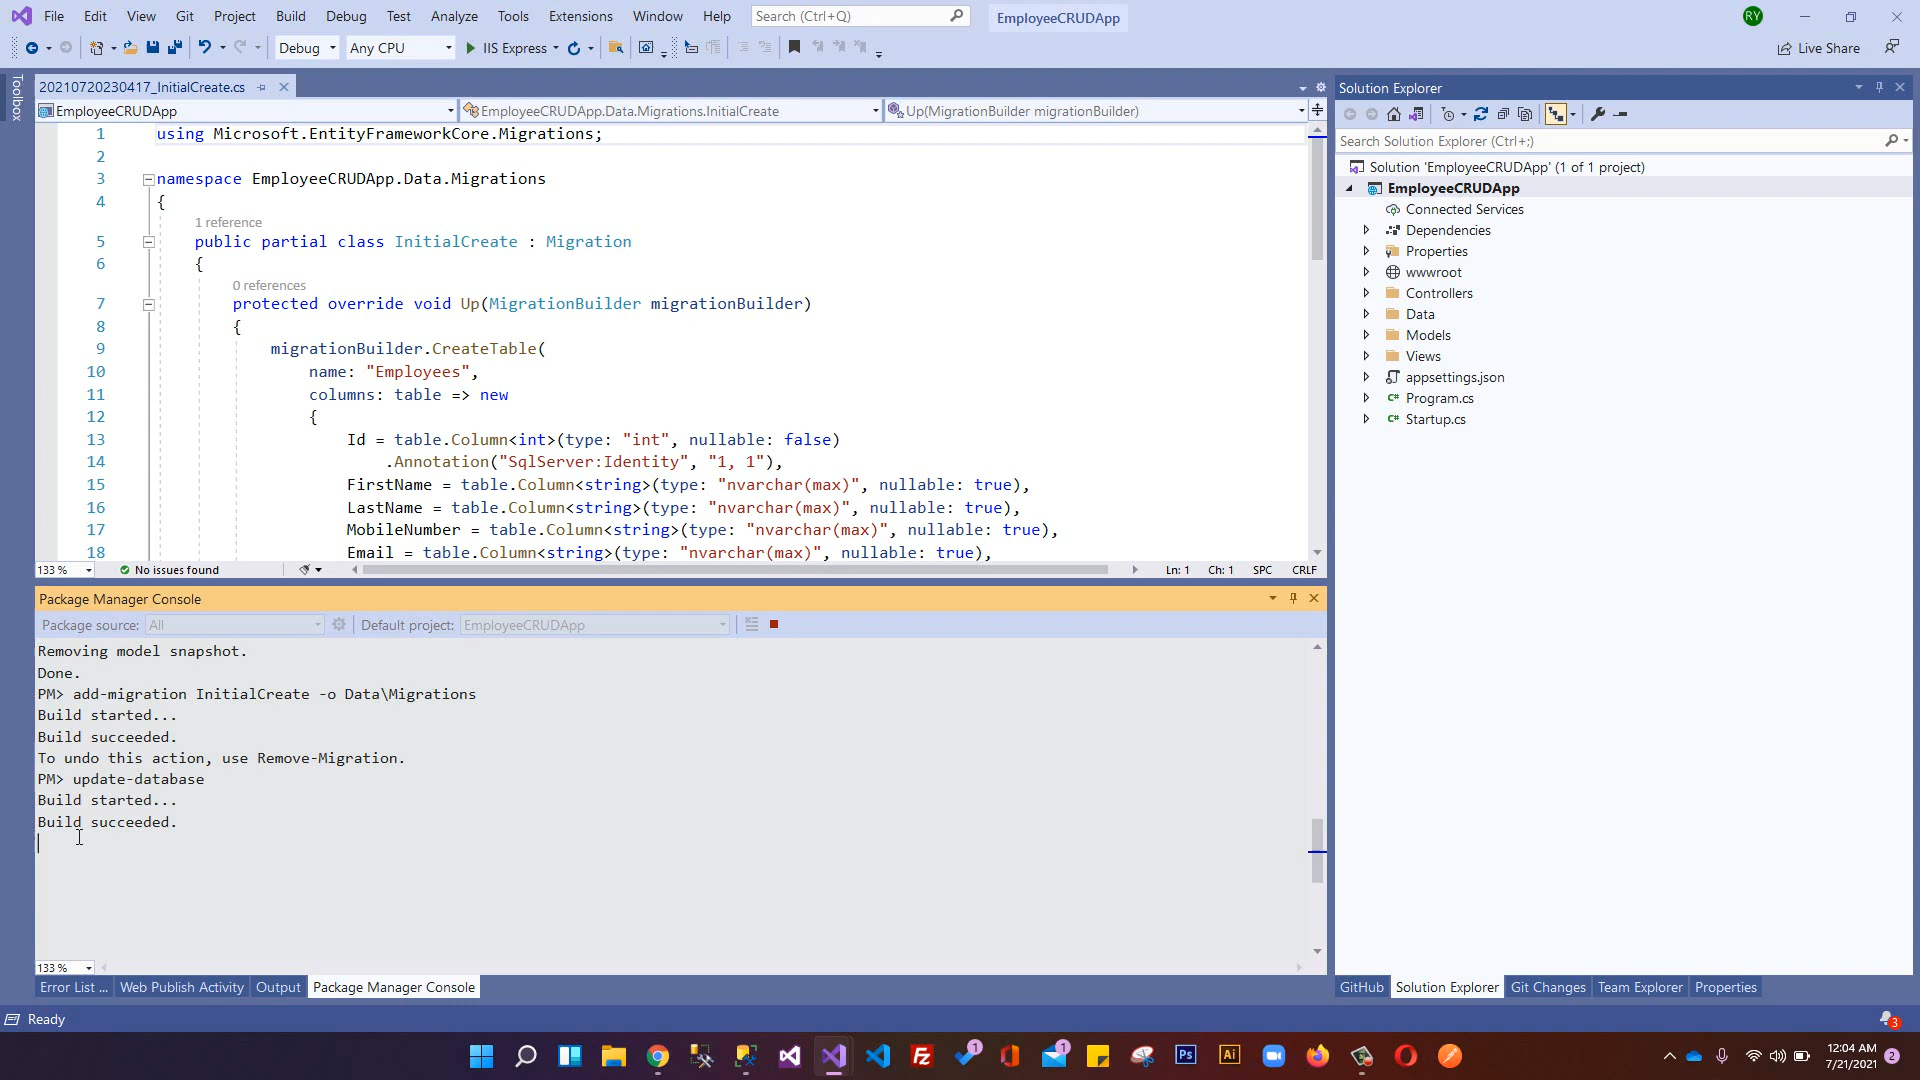 File Edit View Git Project Build Debug Test Analyze Tools Extensions Window Help Search (Ctrl+Q) EmployeeCRUDApp RY
Debug Any CPU IIS Express Live Share
Toolbox
20210720230417_InitialCreate.cs
EmployeeCRUDApp EmployeeCRUDApp.Data.Migrations.InitialCreate Up(MigrationBuilder migrationBuilder)
1 using Microsoft.EntityFrameworkCore.Migrations;
2
3 namespace EmployeeCRUDApp.Data.Migrations
4 {
1 reference
5 public partial class InitialCreate : Migration
6 {
0 references
7 protected override void Up(MigrationBuilder migrationBuilder)
8 {
9 migrationBuilder.CreateTable(
10 name: "Employees",
11 columns: table => new
12 {
13 Id = table.Column<int>(type: "int", nullable: false)
14 .Annotation("SqlServer:Identity", "1, 1"),
15 FirstName = table.Column<string>(type: "nvarchar(max)", nullable: true),
16 LastName = table.Column<string>(type: "nvarchar(max)", nullable: true),
17 MobileNumber = table.Column<string>(type: "nvarchar(max)", nullable: true),
18 Email = table.Column<string>(type: "nvarchar(max)", nullable: true),
133 % No issues found Ln: 1 Ch: 1 SPC CRLF
Package Manager Console
Package source: All Default project: EmployeeCRUDApp
Removing model snapshot.
Done.
PM> add-migration InitialCreate -o Data\Migrations
Build started...
Build succeeded.
To undo this action, use Remove-Migration.
PM> update-database
Build started...
Build succeeded.
133 %
Error List ... Web Publish Activity Output Package Manager Console
Solution Explorer
Search Solution Explorer (Ctrl+;)
Solution 'EmployeeCRUDApp' (1 of 1 project)
EmployeeCRUDApp
Connected Services
Dependencies
Properties
wwwroot
Controllers
Data
Models
Views
appsettings.json
C# Program.cs
C# Startup.cs
GitHub Solution Explorer Git Changes Team Explorer Properties
Ready 3
Fz 1 1 Ps Ai
12:04 AM
7/21/2021 2